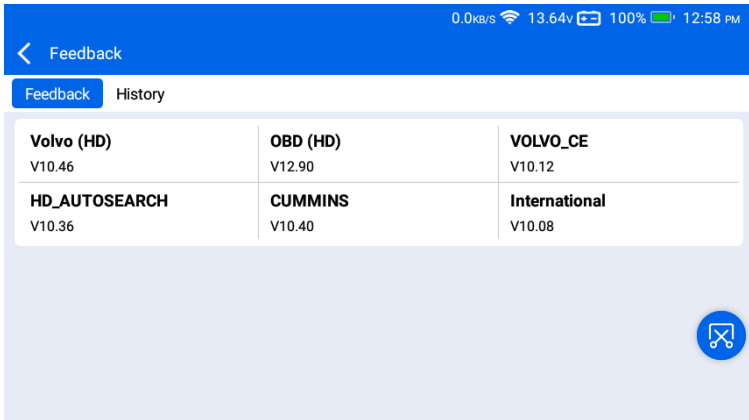 0.0KB/S 13.64V 100% 12:58 PM
Feedback
Feedback History
Volvo (HD) OBD (HD) VOLVO_CE
V10.46 V12.90 V10.12
HD_AUTOSEARCH CUMMINS International
V10.36 V10.40 V10.08